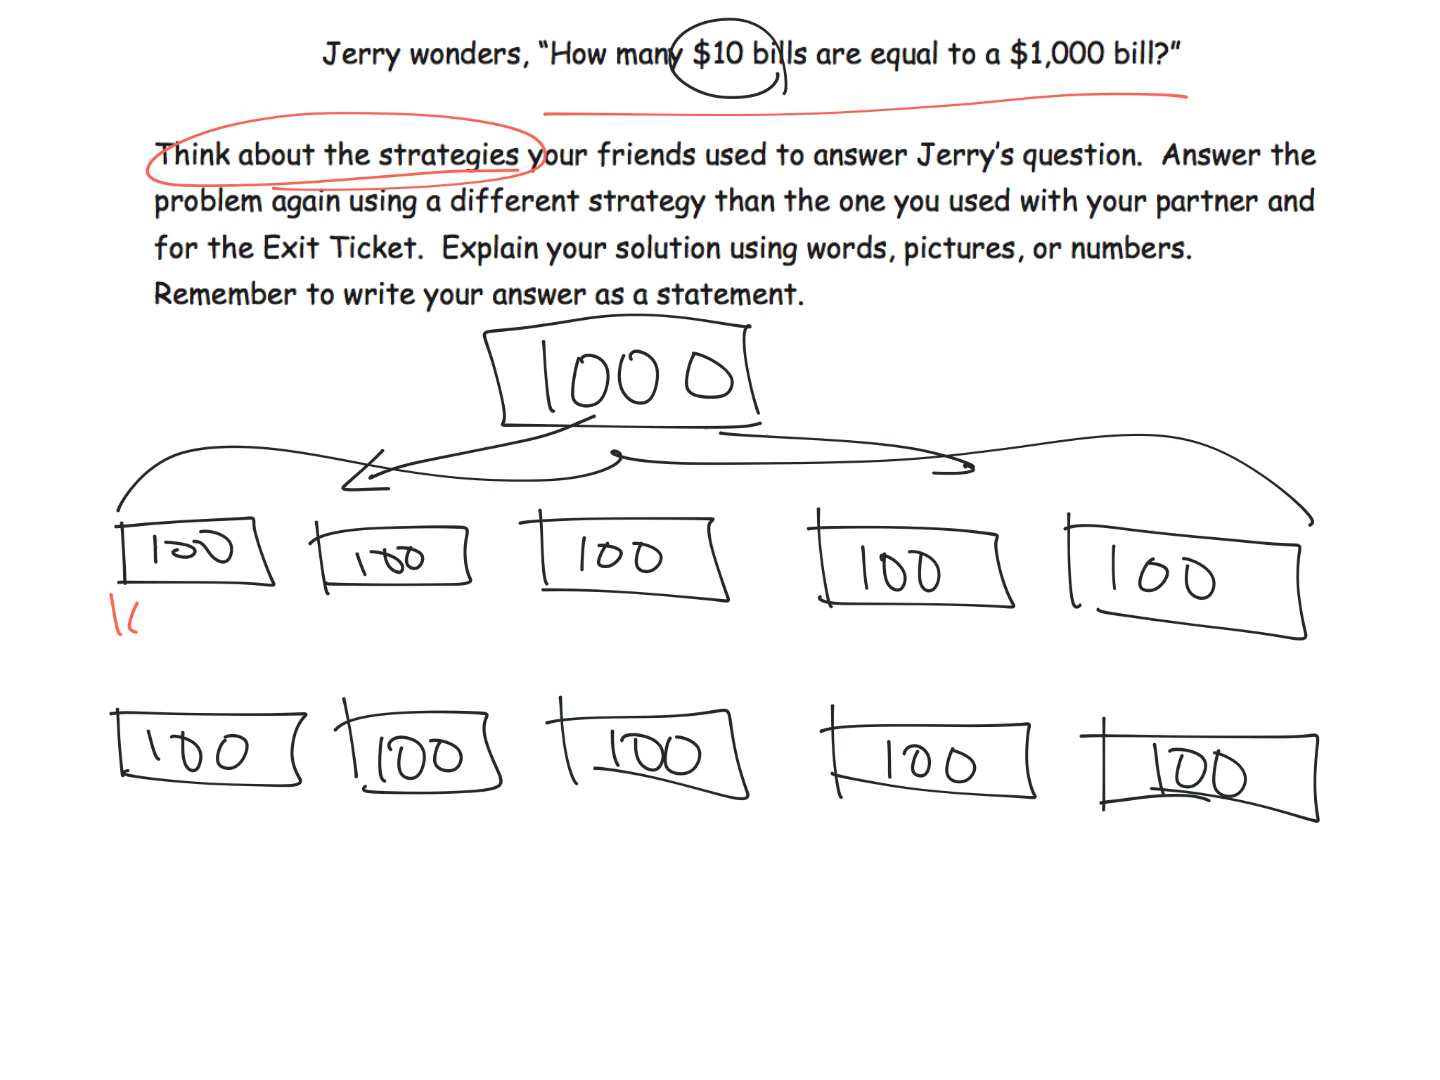 Jerry wonders, “How many $10 bills are equal to a $1,000 bill?”
Think about the strategies your friends used to answer Jerry’s question. Answer the
problem again using a different strategy than the one you used with your partner and
for the Exit Ticket. Explain your solution using words, pictures, or numbers.
Remember to write your answer as a statement.
1000
100 100 100 100 100
100 100 100 100 100